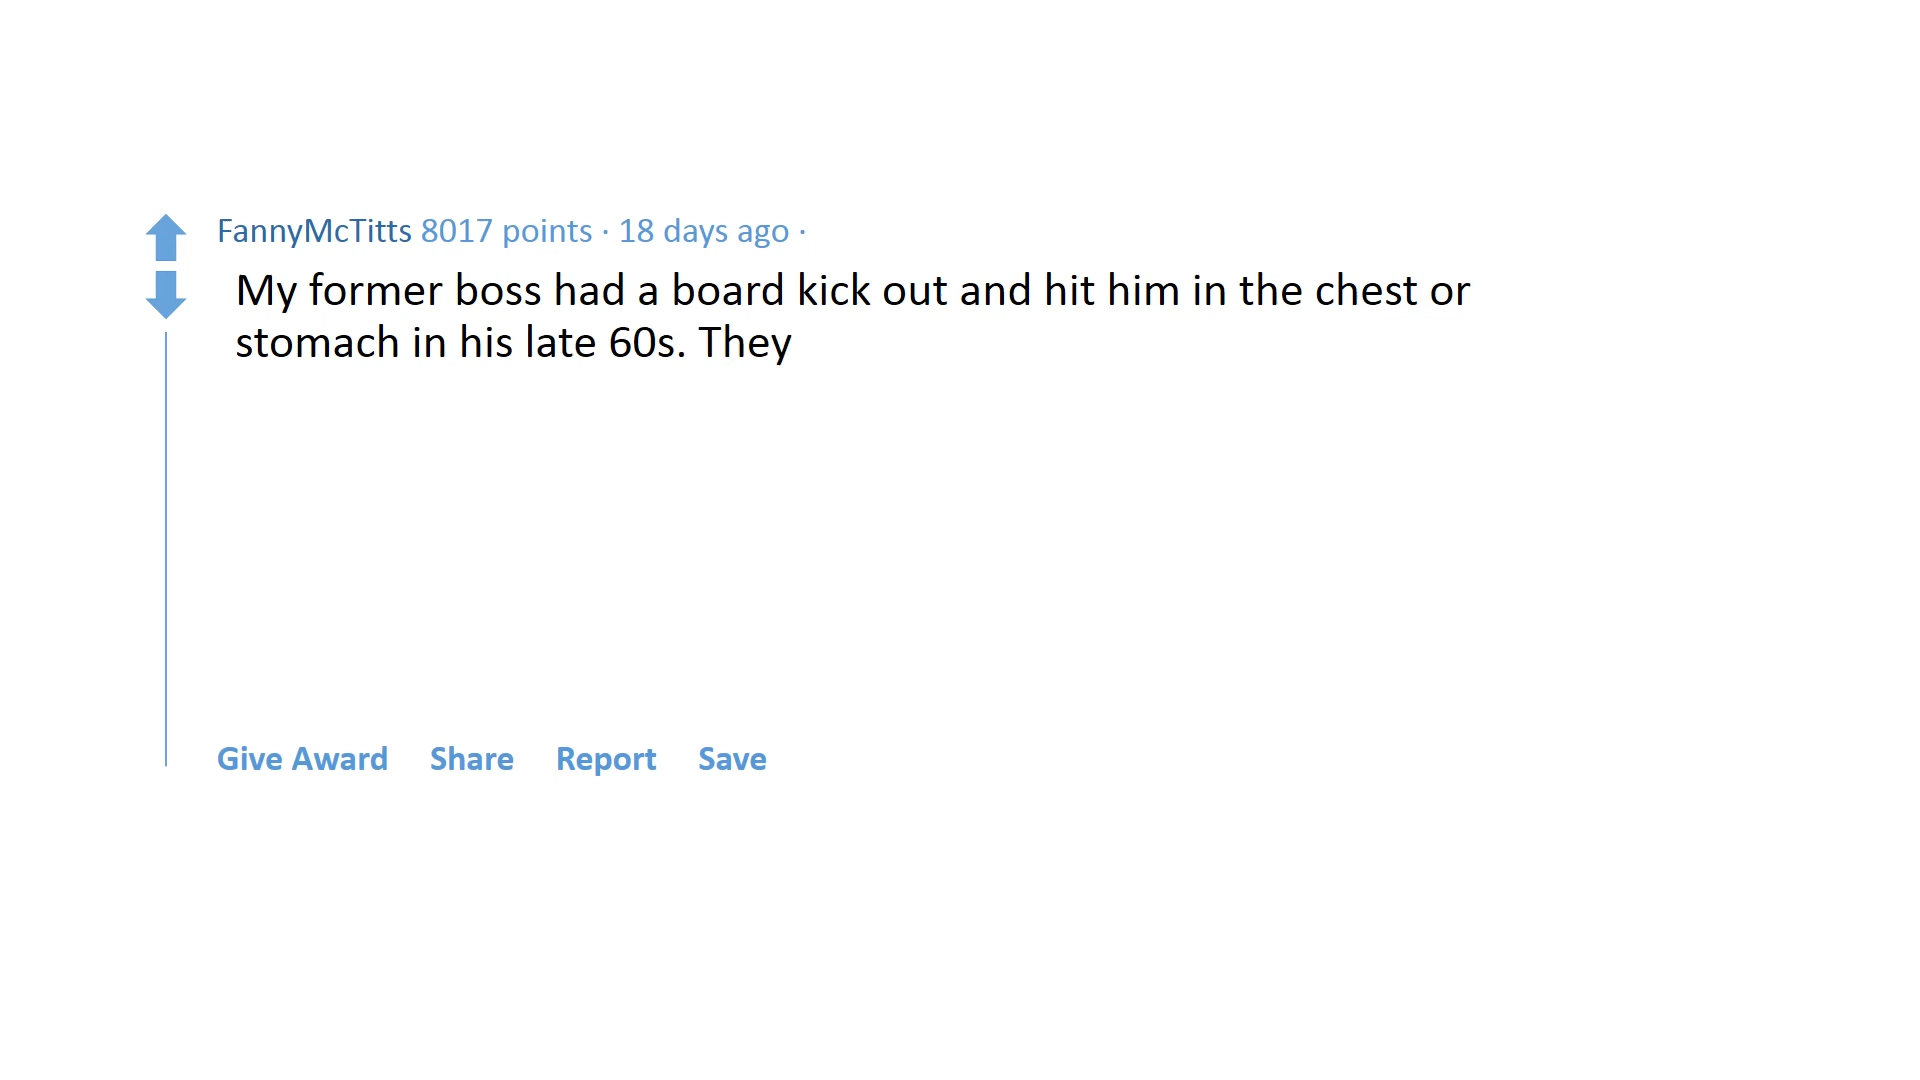 FannyMcTitts 8017 points · 18 days ago ·
My former boss had a board kick out and hit him in the chest or
stomach in his late 60s. They
Give Award Share Report Save